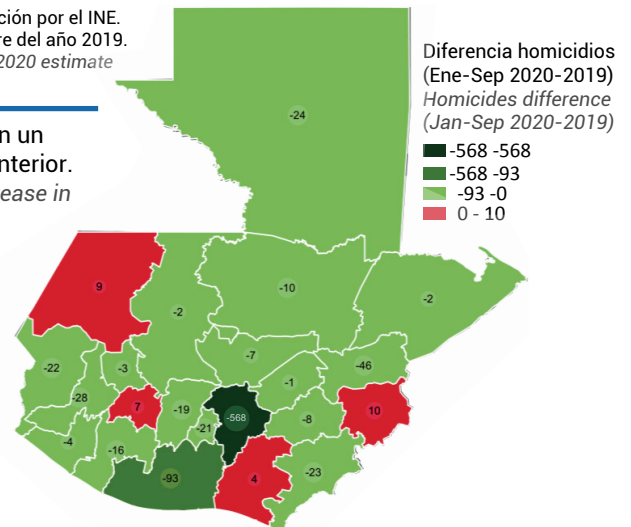 ción por el INE.
re del año 2019.
2020 estimate
n un
nterior.
ease in
Diferencia homicidios
(Ene-Sep 2020-2019)
Homicides difference
(Jan-Sep 2020-2019)
-568 -568
-568 -93
-93 -0
0 - 10
-24
9
-2
-10
-2
-7
-22
-3
-46
-1
-28
7
-19
-568
10
-21
-8
-4
-16
-93
4
-23